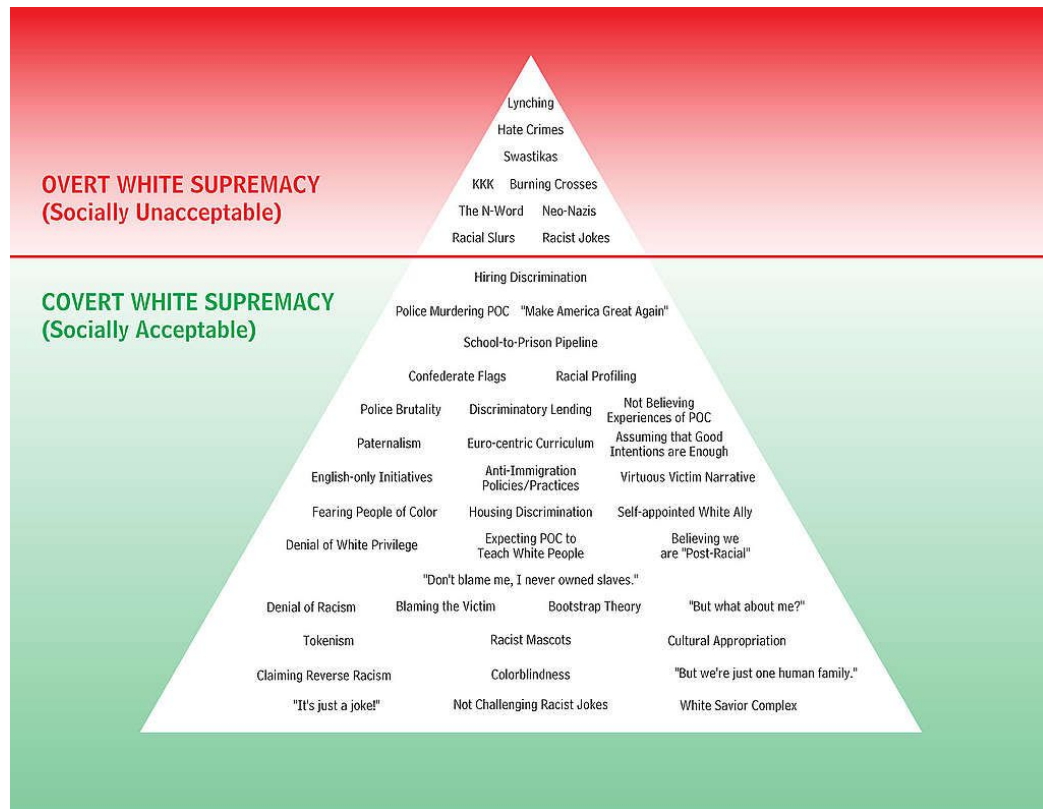 Lynching
Hate Crimes
Swastikas
OVERT WHITE SUPREMACY
(Socially Unacceptable)
KKK Burning Crosses
The N-Word Neo-Nazis
Racial Slurs Racist Jokes
COVERT WHITE SUPREMACY
(Socially Acceptable)
Hiring Discrimination
Police Murdering POC "Make America Great Again"
School-to-Prison Pipeline
Confederate Flags Racial Profiling
Police Brutality Discriminatory Lending Not Believing
Experiences of POC
Paternalism Euro-centric Curriculum Assuming that Good
Intentions are Enough
English-only Initiatives Anti-Immigration
Policies/Practices Virtuous Victim Narrative
Fearing People of Color Housing Discrimination Self-appointed White Ally
Denial of White Privilege Expecting POC to
Teach White People Believing we
are "Post-Racial"
"Don't blame me, I never owned slaves."
Denial of Racism Blaming the Victim Bootstrap Theory "But what about me?"
Tokenism Racist Mascots Cultural Appropriation
Claiming Reverse Racism Colorblindness "But we're just one human family."
"It's just a joke!" Not Challenging Racist Jokes White Savior Complex